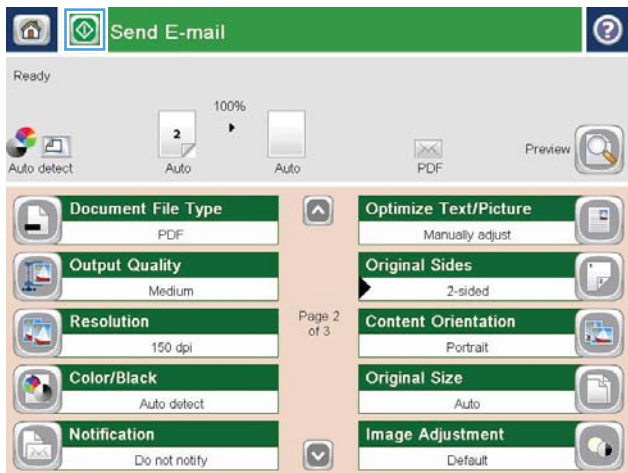 Send E-mail
?
Ready
100%
2
Auto detect
Auto
Auto
PDF
Preview
Document File Type
PDF
Output Quality
Medium
Resolution
150 dpi
Color/Black
Auto detect
Notification
Do not notify
Page 2
of 3
Optimize Text/Picture
Manually adjust
Original Sides
2-sided
Content Orientation
Portrait
Original Size
Auto
Image Adjustment
Default